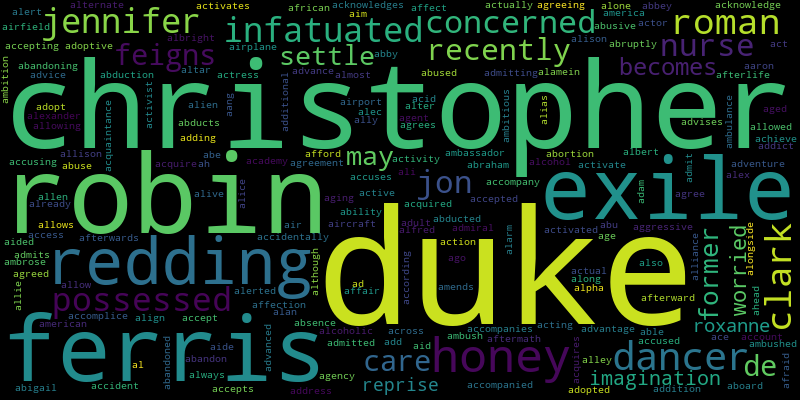 alternate activates african acknowledges actually agreeing alone abbey acknowledge
alert jennifer infatuated concerned america actor roman
airfield albright aim affect abusive alison act
accepting adoptive airplane abby recently abruptly nurse
abandoning feigns settle becomes aaron
ambition advice abduction altar actress advance almost abused admitting alamein afterlife
christopher
adopt activist alien aang additional airport acid alter ambitious alias ambitious aged
alexander abducts alec ally agent agrees advises ambulance allowed
allowing acquaintance adding afford agreement activity ambassador abortion albert achieve addict
accusing allison abe academy may alcohol abraham activate admit adventure
abuse acquire ah accuses ali accompany adam alex
robin alive alice aging active jon accepted exile
already allen ability acquired abducted agree
allows air aircraft adult admiral activated abu aggressive
access afterwards accidentally alfred action alarm age alliance alongside clark
aided admits redding although duke former worried also ahead
ambrose agreed alerted according ago actual along
allie allow possessed affection ad affair amends alpha afterward
accomplice align accept alan absence accompanies acting advantage able roxanne ace account ambushed
american ferris alcoholic across aftermath accused
al abandoned aide advanced admitted add ambush alley dancer
abandon care aid honey acquires de afraid
abigail accident always accepts agency address reprise accompanied adopted imagination addition aboard